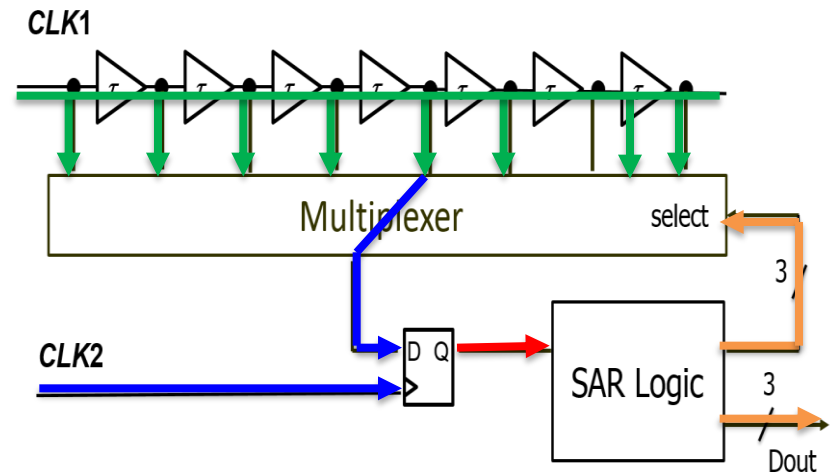 CLK1
τ τ τ τ τ τ τ
Multiplexer
select
3
CLK2
D Q
SAR Logic
3
Dout